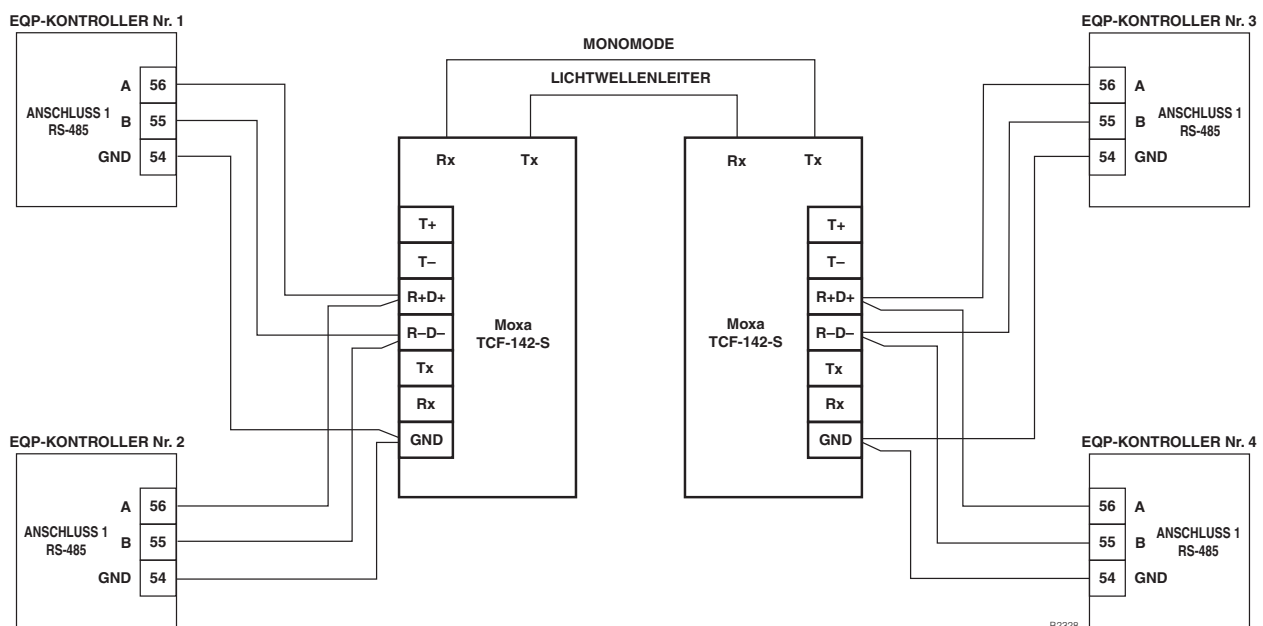 EQP-KONTROLLER Nr. 1
A 56
ANSCHLUSS 1
RS-485
B 55
GND 54
MONOMODE
LICHTWELLENLEITER
EQP-KONTROLLER Nr. 3
56 A
55 B
ANSCHLUSS 1
RS-485
54 GND
Rx Tx
T+
T–
R+D+
R–D–
Tx
Rx
GND
Moxa
TCF-142-S
Rx Tx
T+
T–
R+D+
R–D–
Tx
Rx
GND
Moxa
TCF-142-S
EQP-KONTROLLER Nr. 2
A 56
ANSCHLUSS 1
RS-485
B 55
GND 54
EQP-KONTROLLER Nr. 4
56 A
55 B
ANSCHLUSS 1
RS-485
54 GND